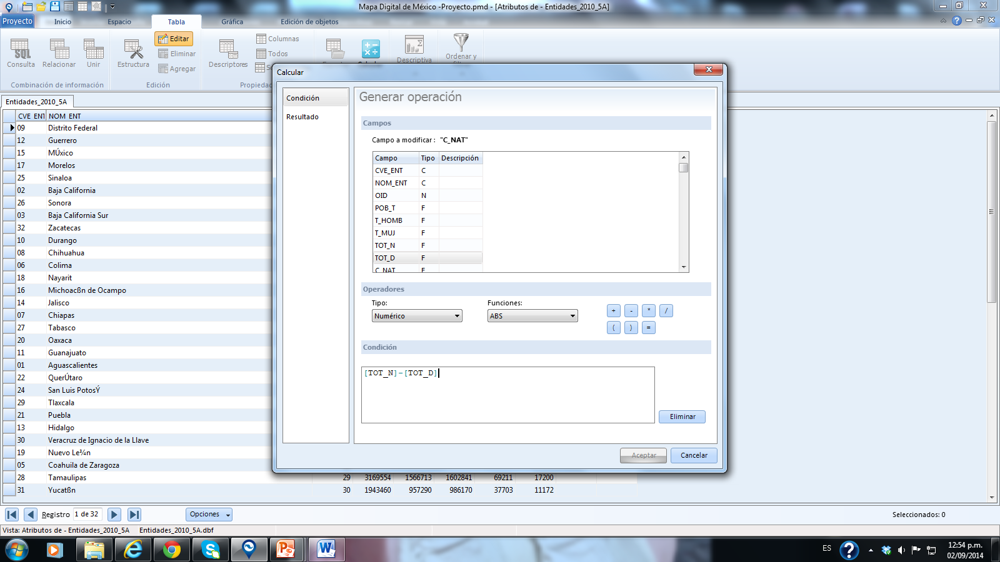 Mapa Digital de México -Proyecto.pmd - [Atributos de - Entidades_2010_5A]
Proyecto Inicio Espacio Tabla Gráfica Edición de objetos
Consulta Relacionar Unir
Combinación de información
Estructura Editar Eliminar Agregar
Edición
Descriptores Columnas Todos
Descriptiva
Ordenar y
Entidades_2010_5A
CVE_ENT NOM_ENT
09 Distrito Federal
12 Guerrero
15 MÚxico
17 Morelos
25 Sinaloa
02 Baja California
26 Sonora
03 Baja California Sur
32 Zacatecas
10 Durango
08 Chihuahua
06 Colima
18 Nayarit
16 Michoacßn de Ocampo
14 Jalisco
07 Chiapas
27 Tabasco
20 Oaxaca
11 Guanajuato
01 Aguascalientes
22 QuerÚtaro
24 San Luis PotosÝ
29 Tlaxcala
21 Puebla
13 Hidalgo
30 Veracruz de Ignacio de la Llave
19 Nuevo Le¾n
05 Coahuila de Zaragoza
28 Tamaulipas 29 3169554 1566713 1602841 69211 17200
31 Yucatßn 30 1943460 957290 986170 37703 11172
Calcular
Condición
Resultado
Generar operación
Campos
Campo a modificar : "C_NAT"
Campo Tipo Descripción
CVE_ENT C
NOM_ENT C
OID N
POB_T F
T_HOMB F
T_MUJ F
TOT_N F
TOT_D F
C_NAT F
Operadores
Tipo: Funciones:
Numérico ABS
+ - * /
( ) =
Condición
[TOT_N]-[TOT_D]
Eliminar
Aceptar Cancelar
Registro 1 de 32 Opciones Seleccionados: 0
Vista: Atributos de - Entidades_2010_5A Entidades_2010_5A.dbf
ES 12:54 p.m.
02/09/2014